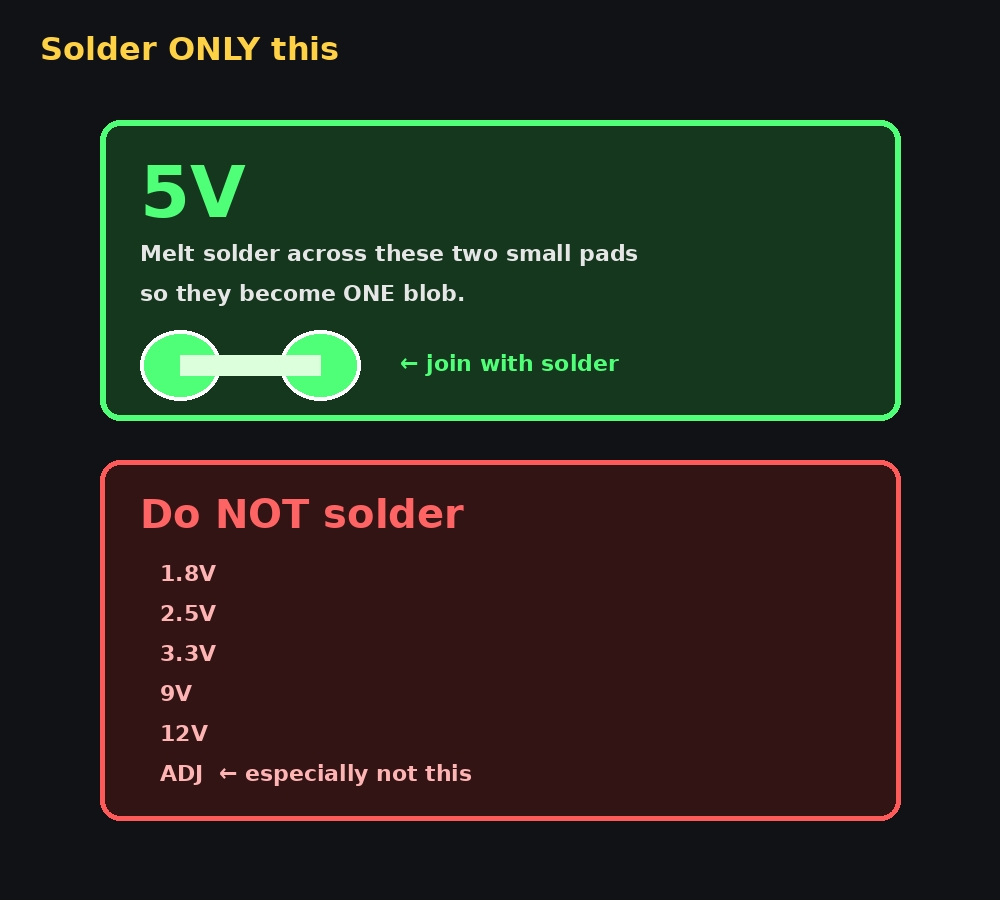 Solder ONLY this
5V
Melt solder across these two small pads
so they become ONE blob.
← join with solder
Do NOT solder
1.8V
2.5V
3.3V
9V
12V
ADJ ← especially not this